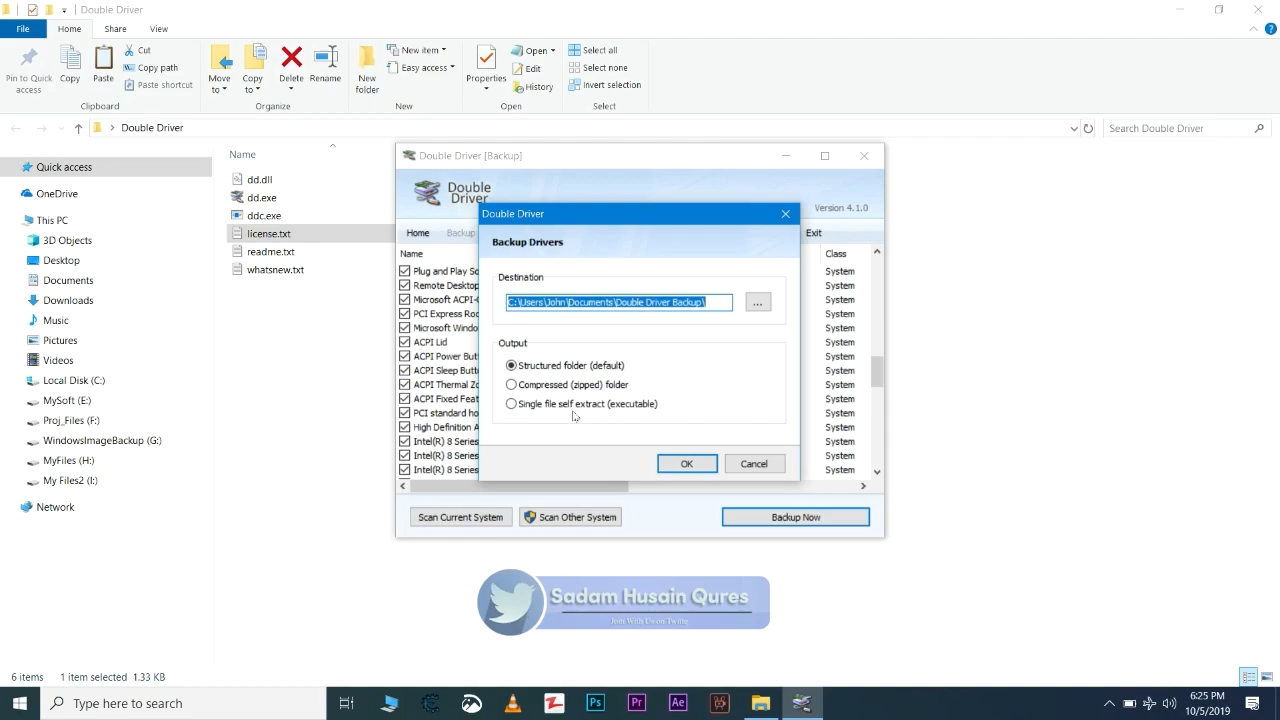 Double Driver
File
Home
Share
View
Pin to Quick access
Copy
Paste
Cut
Copy path
Paste shortcut
Clipboard
Move to
Copy to
Delete
Rename
Organize
New folder
New item
Easy access
New
Properties
Open
Edit
History
Open
Select all
Select none
Invert selection
Select
Double Driver
Search Double Driver
Quick access
OneDrive
This PC
3D Objects
Desktop
Documents
Downloads
Music
Pictures
Videos
Local Disk (C:)
MySoft (E:)
Proj_Files (F:)
WindowsImageBackup (G:)
MyFiles (H:)
My Files2 (I:)
Network
Name
dd.dll
dd.exe
ddc.exe
license.txt
readme.txt
whatsnew.txt
Double Driver [Backup]
Double
Driver
Version 4.1.0
Home
Backup
Exit
Name
Class
Plug and Play So
System
Remote Desktop
System
Microsoft ACPI-
System
PCI Express Roo
System
Microsoft Windo
System
ACPI Lid
System
ACPI Power But
System
ACPI Sleep Butt
System
ACPI Thermal Zo
System
ACPI Fixed Feat
System
PCI standard ho
System
High Definition A
System
Intel(R) 8 Series
System
Intel(R) 8 Series
System
Intel(R) 8 Series
System
Scan Current System
Scan Other System
Backup Now
Double Driver
Backup Drivers
Destination
C:\Users\John\Documents\Double Driver Backup\
...
Output
Structured folder (default)
Compressed (zipped) folder
Single file self extract (executable)
OK
Cancel
Sadam Husain Qures
Join With Us on Twitte
6 items
1 item selected 1.33 KB
Type here to search
Ps
Pr
Ae
6:25 PM
10/5/2019